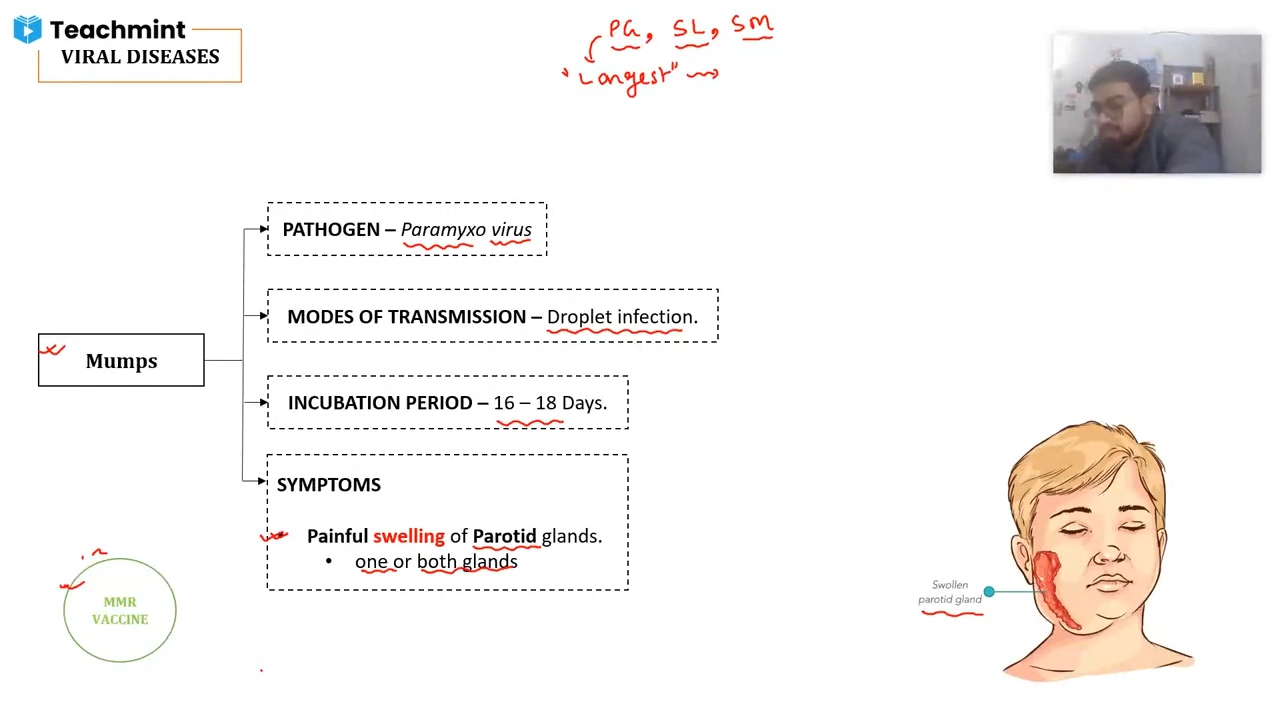 Teachmint
VIRAL DISEASES
PG, SL, SM
"Largest"
PATHOGEN – Paramyxo virus
MODES OF TRANSMISSION – Droplet infection.
Mumps
INCUBATION PERIOD – 16 – 18 Days.
SYMPTOMS
Painful swelling of Parotid glands.
• one or both glands
MMR
VACCINE
Swollen
parotid gland